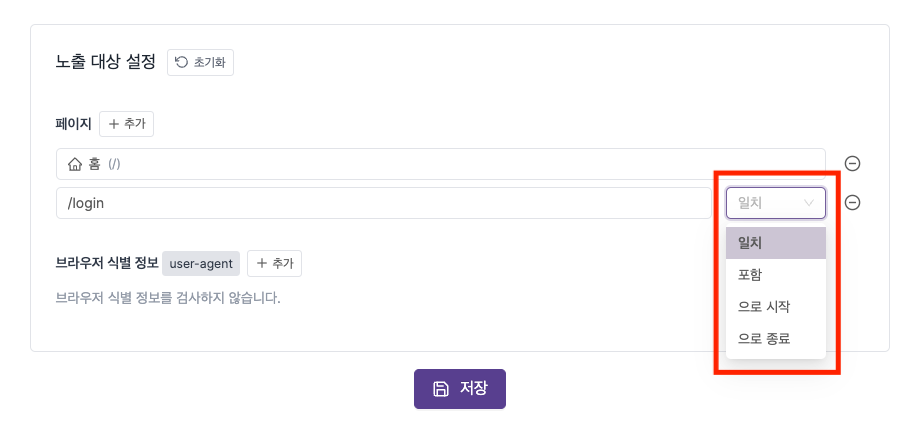 노출 대상 설정 초기화
페이지 추가
홈 (/)
/login 일치
일치
포함
으로 시작
으로 종료
브라우저 식별 정보 user-agent 추가
브라우저 식별 정보를 검사하지 않습니다.
저장